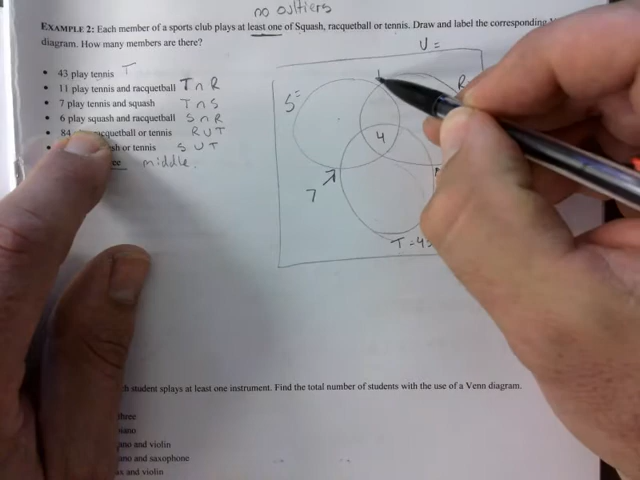 no outliers
EXAMPLE 2: Each member of a sports club plays at least one of Squash, racquetball or tennis. Draw and label the corresponding
diagram. How many members are there?
U =
• 43 play tennis T
• 11 play tennis and racquetball T ∩ R
• 7 play tennis and squash T ∩ S
• 6 play squash and racquetball S ∩ R
• 84 racquetball or tennis R ∪ T
• or tennis S ∪ T
middle.
S =
R
4
7
T = 43
student splays at least one instrument. Find the total number of students with the use of a Venn diagram.
three
piano
piano and violin
piano and saxophone
sax and violin